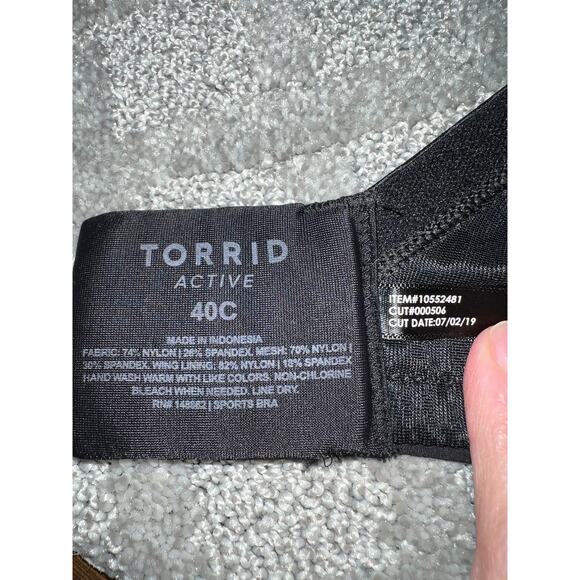 TORRID
ACTIVE
40C
MADE IN INDONESIA
FABRIC: 74% NYLON | 26% SPANDEX. MESH: 70% NYLON |
30% SPANDEX. WING LINING: 82% NYLON | 18% SPANDEX
HAND WASH WARM WITH LIKE COLORS. NON-CHLORINE
BLEACH WHEN NEEDED. LINE DRY.
RN# 148882 | SPORTS BRA
ITEM#10552481
CUT#000506
CUT DATE:07/02/19